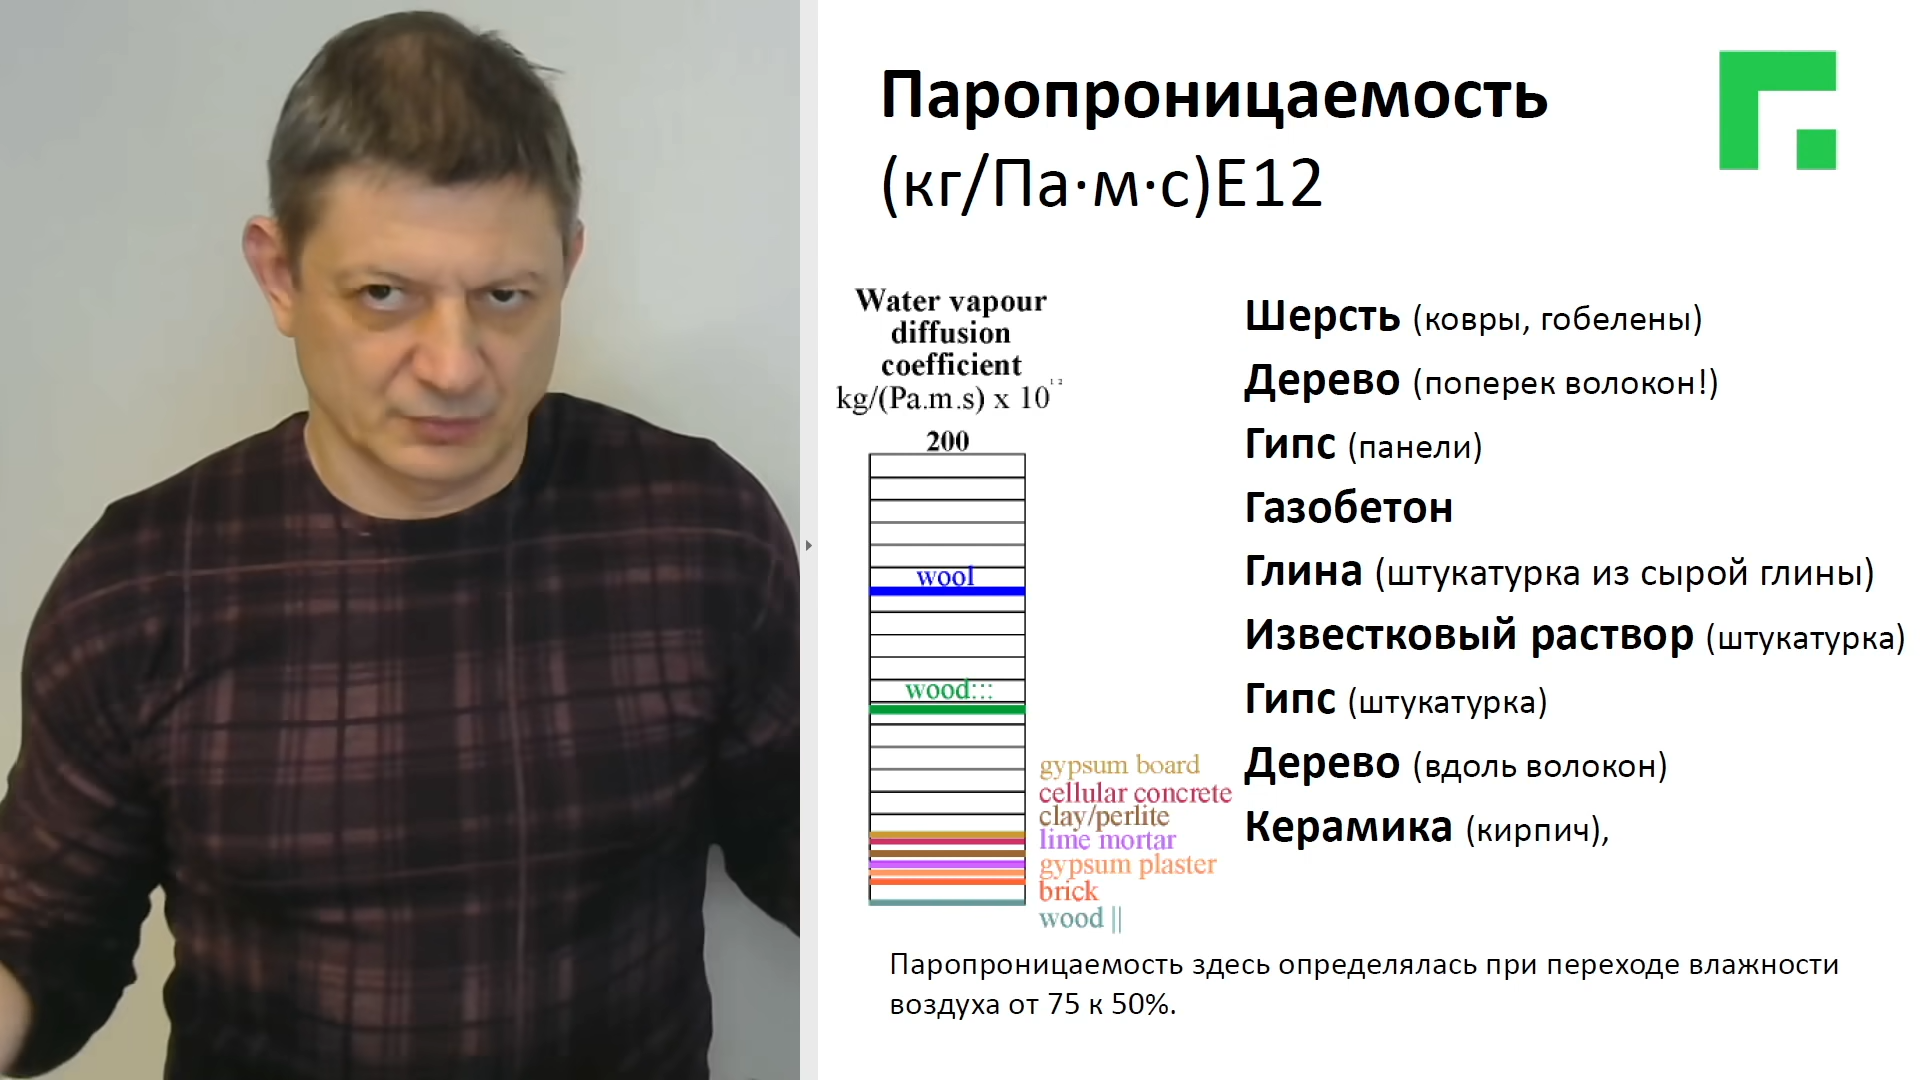 Паропроницаемость
(кг/Па·м·с)Е12
Water vapour
diffusion
coefficient
kg/(Pa.m.s) x 10¹²
200
wool
wood:::
gypsum board
cellular concrete
clay/perlite
lime mortar
gypsum plaster
brick
wood ||
Шерсть (ковры, гобелены)
Дерево (поперек волокон!)
Гипс (панели)
Газобетон
Глина (штукатурка из сырой глины)
Известковый раствор (штукатурка)
Гипс (штукатурка)
Дерево (вдоль волокон)
Керамика (кирпич),
Паропроницаемость здесь определялась при переходе влажности
воздуха от 75 к 50%.